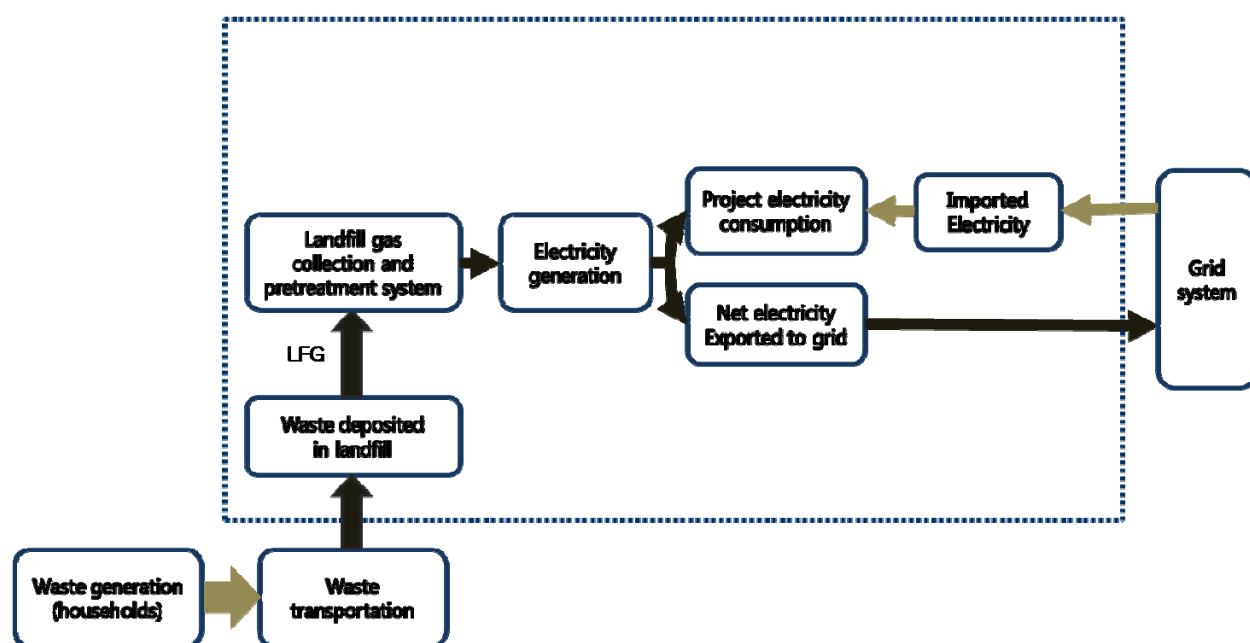 Project electricity
consumption
Imported
Electricity
Landfill gas
collection and
pretreatment system
Electricity
generation
Grid
system
Net electricity
Exported to grid
LFG
Waste deposited
in landfill
Waste generation
(households)
Waste
transportation